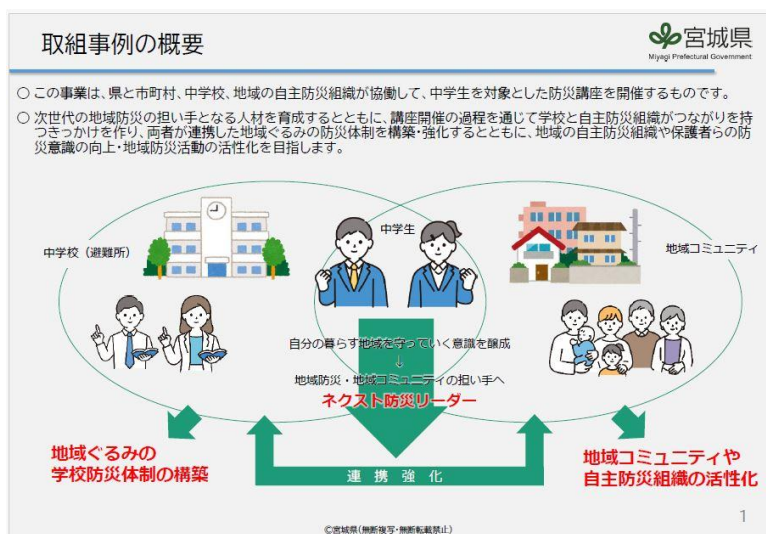 取組事例の概要
宮城県
Miyagi Prefectural Government
○ この事業は、県と市町村、中学校、地域の自主防災組織が協働して、中学生を対象とした防災講座を開催するものです。
○ 次世代の地域防災の担い手となる人材を育成するとともに、講座開催の過程を通じて学校と自主防災組織がつながりを持
つきっかけを作り、両者が連携した地域ぐるみの防災体制を構築・強化するとともに、地域の自主防災組織や保護者らの防
災意識の向上・地域防災活動の活性化を目指します。
中学校（避難所）
中学生
地域コミュニティ
自分の暮らす地域を守っていく意識を醸成
↓
地域防災・地域コミュニティの担い手へ
ネクスト防災リーダー
地域ぐるみの
学校防災体制の構築
連携強化
地域コミュニティや
自主防災組織の活性化
©宮城県(無断複写・無断転載禁止)
1